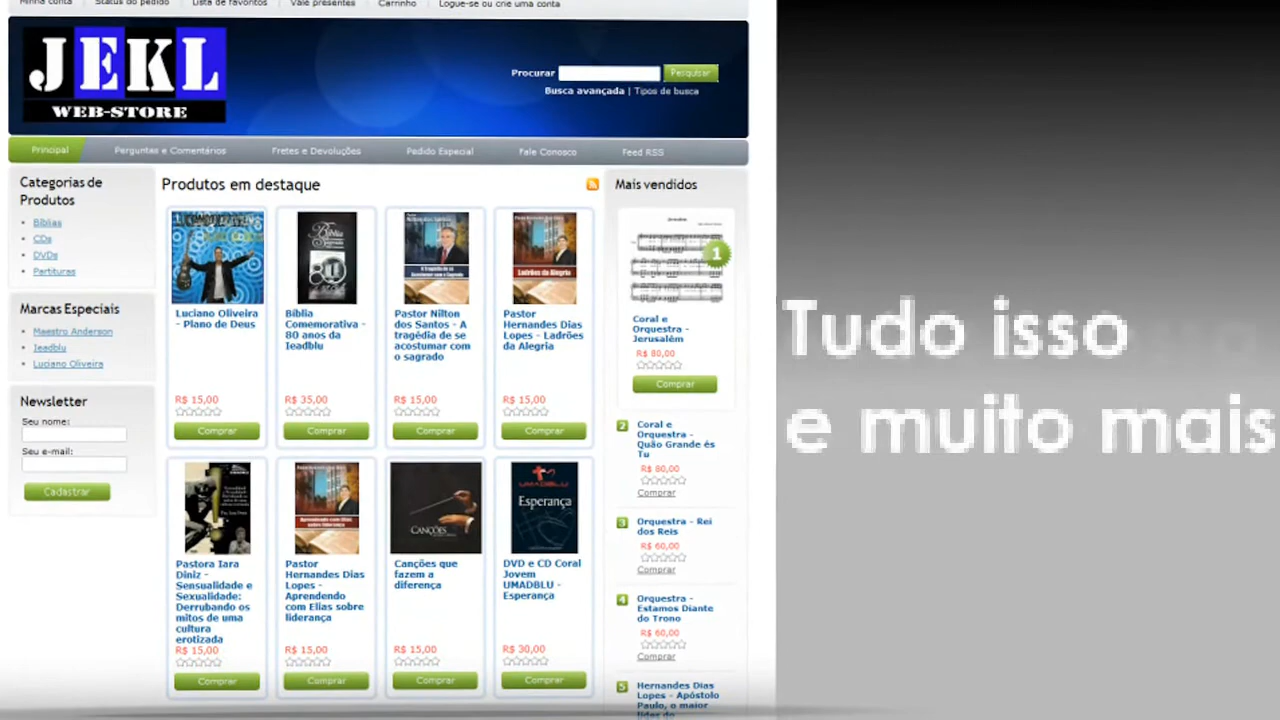 Minha conta
Status do pedido
Lista de favoritos
Vale presentes
Carrinho
Logue-se ou crie uma conta
JEKL
WEB-STORE
Procurar
Pesquisar
Busca avançada | Tipos de busca
Principal
Perguntas e Comentários
Fretes e Devoluções
Pedido Especial
Fale Conosco
Feed RSS
Categorias de
Produtos
Bíblias
CDs
DVDs
Partituras
Marcas Especiais
Maestro Anderson
Ieadblu
Luciano Oliveira
Newsletter
Seu nome:
Seu e-mail:
Cadastrar
Produtos em destaque
Luciano Oliveira
- Plano de Deus
R$ 15,00
Comprar
Bíblia
Comemorativa -
80 anos da
Ieadblu
R$ 35,00
Comprar
Pastor Nilton
dos Santos - A
tragédia de se
acostumar com
o sagrado
R$ 15,00
Comprar
Pastor
Hernandes Dias
Lopes - Ladrões
da Alegria
R$ 15,00
Comprar
Ladrões da Alegria
Pastora Iara
Diniz -
Sensualidade e
Sexualidade:
Derrubando os
mitos de uma
cultura
erotizada
R$ 15,00
Comprar
Pastor
Hernandes Dias
Lopes -
Aprendendo
com Elias sobre
liderança
R$ 15,00
Comprar
CANÇÕES
Canções que
fazem a
diferença
R$ 15,00
Comprar
UMADBLU
Esperança
DVD e CD Coral
Jovem
UMADBLU -
Esperança
R$ 30,00
Comprar
Mais vendidos
1
Coral e
Orquestra -
Jerusalém
R$ 80,00
Comprar
2
Coral e
Orquestra -
Quão Grande és
Tu
R$ 80,00
Comprar
3
Orquestra - Rei
dos Reis
R$ 60,00
Comprar
4
Orquestra -
Estamos Diante
do Trono
R$ 60,00
Comprar
5
Hernandes Dias
Lopes - Apóstolo
Paulo, o maior
líder do
Tudo isso
e muito mais